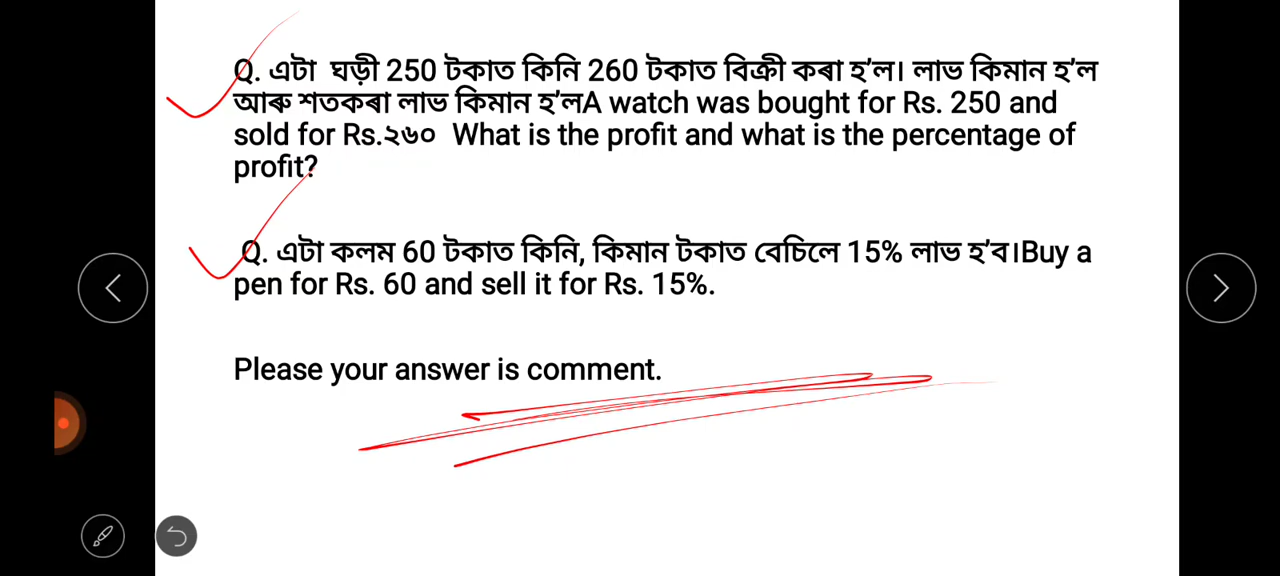 Q. এটা ঘড়ী 250 টকাত কিনি 260 টকাত বিক্ৰী কৰা হ'ল। লাভ কিমান হ'ল
আৰু শতকৰা লাভ কিমান হ'লA watch was bought for Rs. 250 and
sold for Rs.২৬০ What is the profit and what is the percentage of
profit?
Q. এটা কলম 60 টকাত কিনি, কিমান টকাত বেচিলে 15% লাভ হ'ব।Buy a
pen for Rs. 60 and sell it for Rs. 15%.
Please your answer is comment.